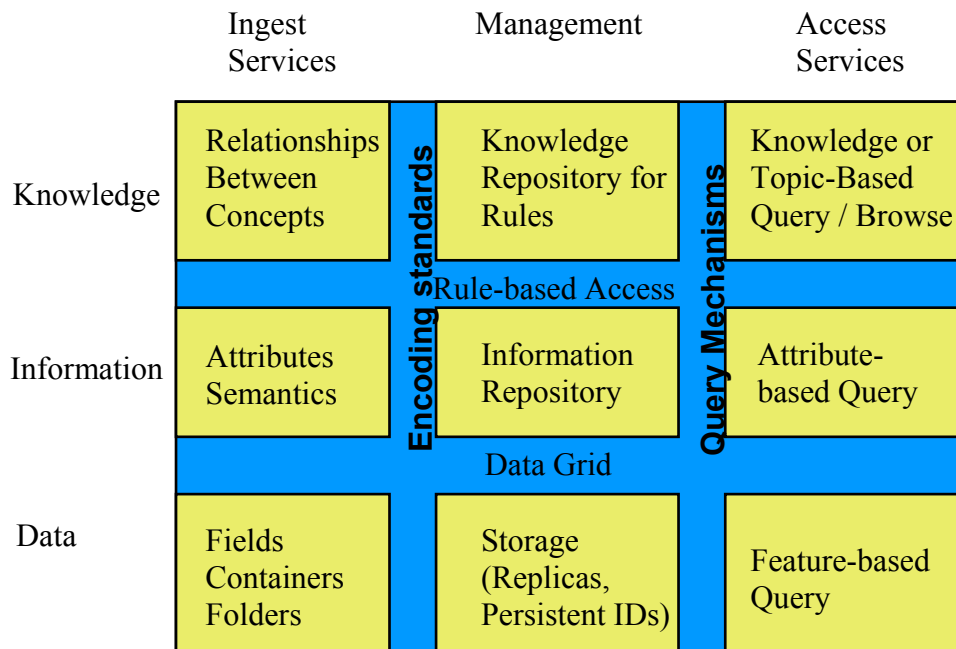 Ingest
Services
Management
Access
Services
Knowledge
Relationships
Between
Concepts
Encoding standards
Knowledge
Repository for
Rules
Query Mechanisms
Knowledge or
Topic-Based
Query / Browse
Rule-based Access
Information
Attributes
Semantics
Information
Repository
Attribute-
based Query
Data Grid
Data
Fields
Containers
Folders
Storage
(Replicas,
Persistent IDs)
Feature-based
Query